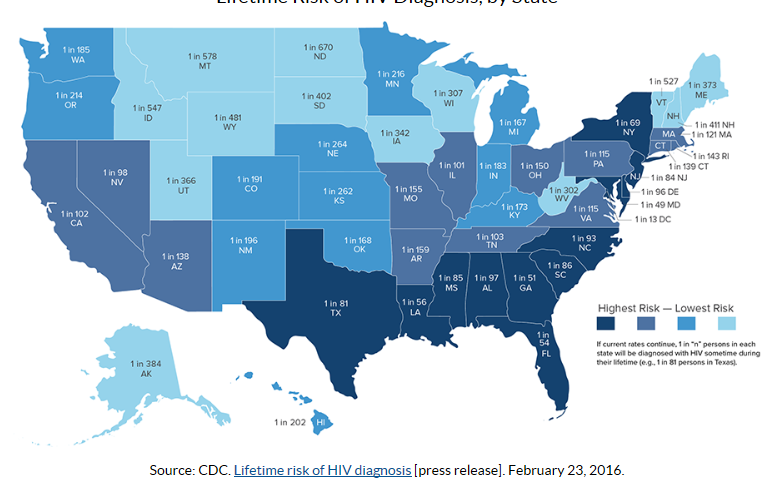 Lifetime Risk of HIV Diagnosis, by State
1 in 185
WA
1 in 214
OR
1 in 102
CA
1 in 98
NV
1 in 547
ID
1 in 578
MT
1 in 481
WY
1 in 366
UT
1 in 138
AZ
1 in 191
CO
1 in 196
NM
1 in 670
ND
1 in 402
SD
1 in 264
NE
1 in 262
KS
1 in 168
OK
1 in 81
TX
1 in 216
MN
1 in 342
IA
1 in 155
MO
1 in 159
AR
1 in 56
LA
1 in 307
WI
1 in 101
IL
1 in 167
MI
1 in 183
IN
1 in 150
OH
1 in 173
KY
1 in 103
TN
1 in 85
MS
1 in 97
AL
1 in 51
GA
1 in
54
FL
1 in 86
SC
1 in 93
NC
1 in 115
VA
1 in 302
WV
1 in 115
PA
1 in 69
NY
1 in 527
VT
NH
1 in 373
ME
1 in 411 NH
MA
1 in 121 MA
CT
1 in 143 RI
1 in 139 CT
NJ
1 in 84 NJ
1 in 96 DE
1 in 49 MD
1 in 13 DC
1 in 384
AK
1 in 202
HI
Highest Risk — Lowest Risk
If current rates continue, 1 in "n" persons in each
state will be diagnosed with HIV sometime during
their lifetime (e.g., 1 in 81 persons in Texas).
Source: CDC. Lifetime risk of HIV diagnosis [press release]. February 23, 2016.